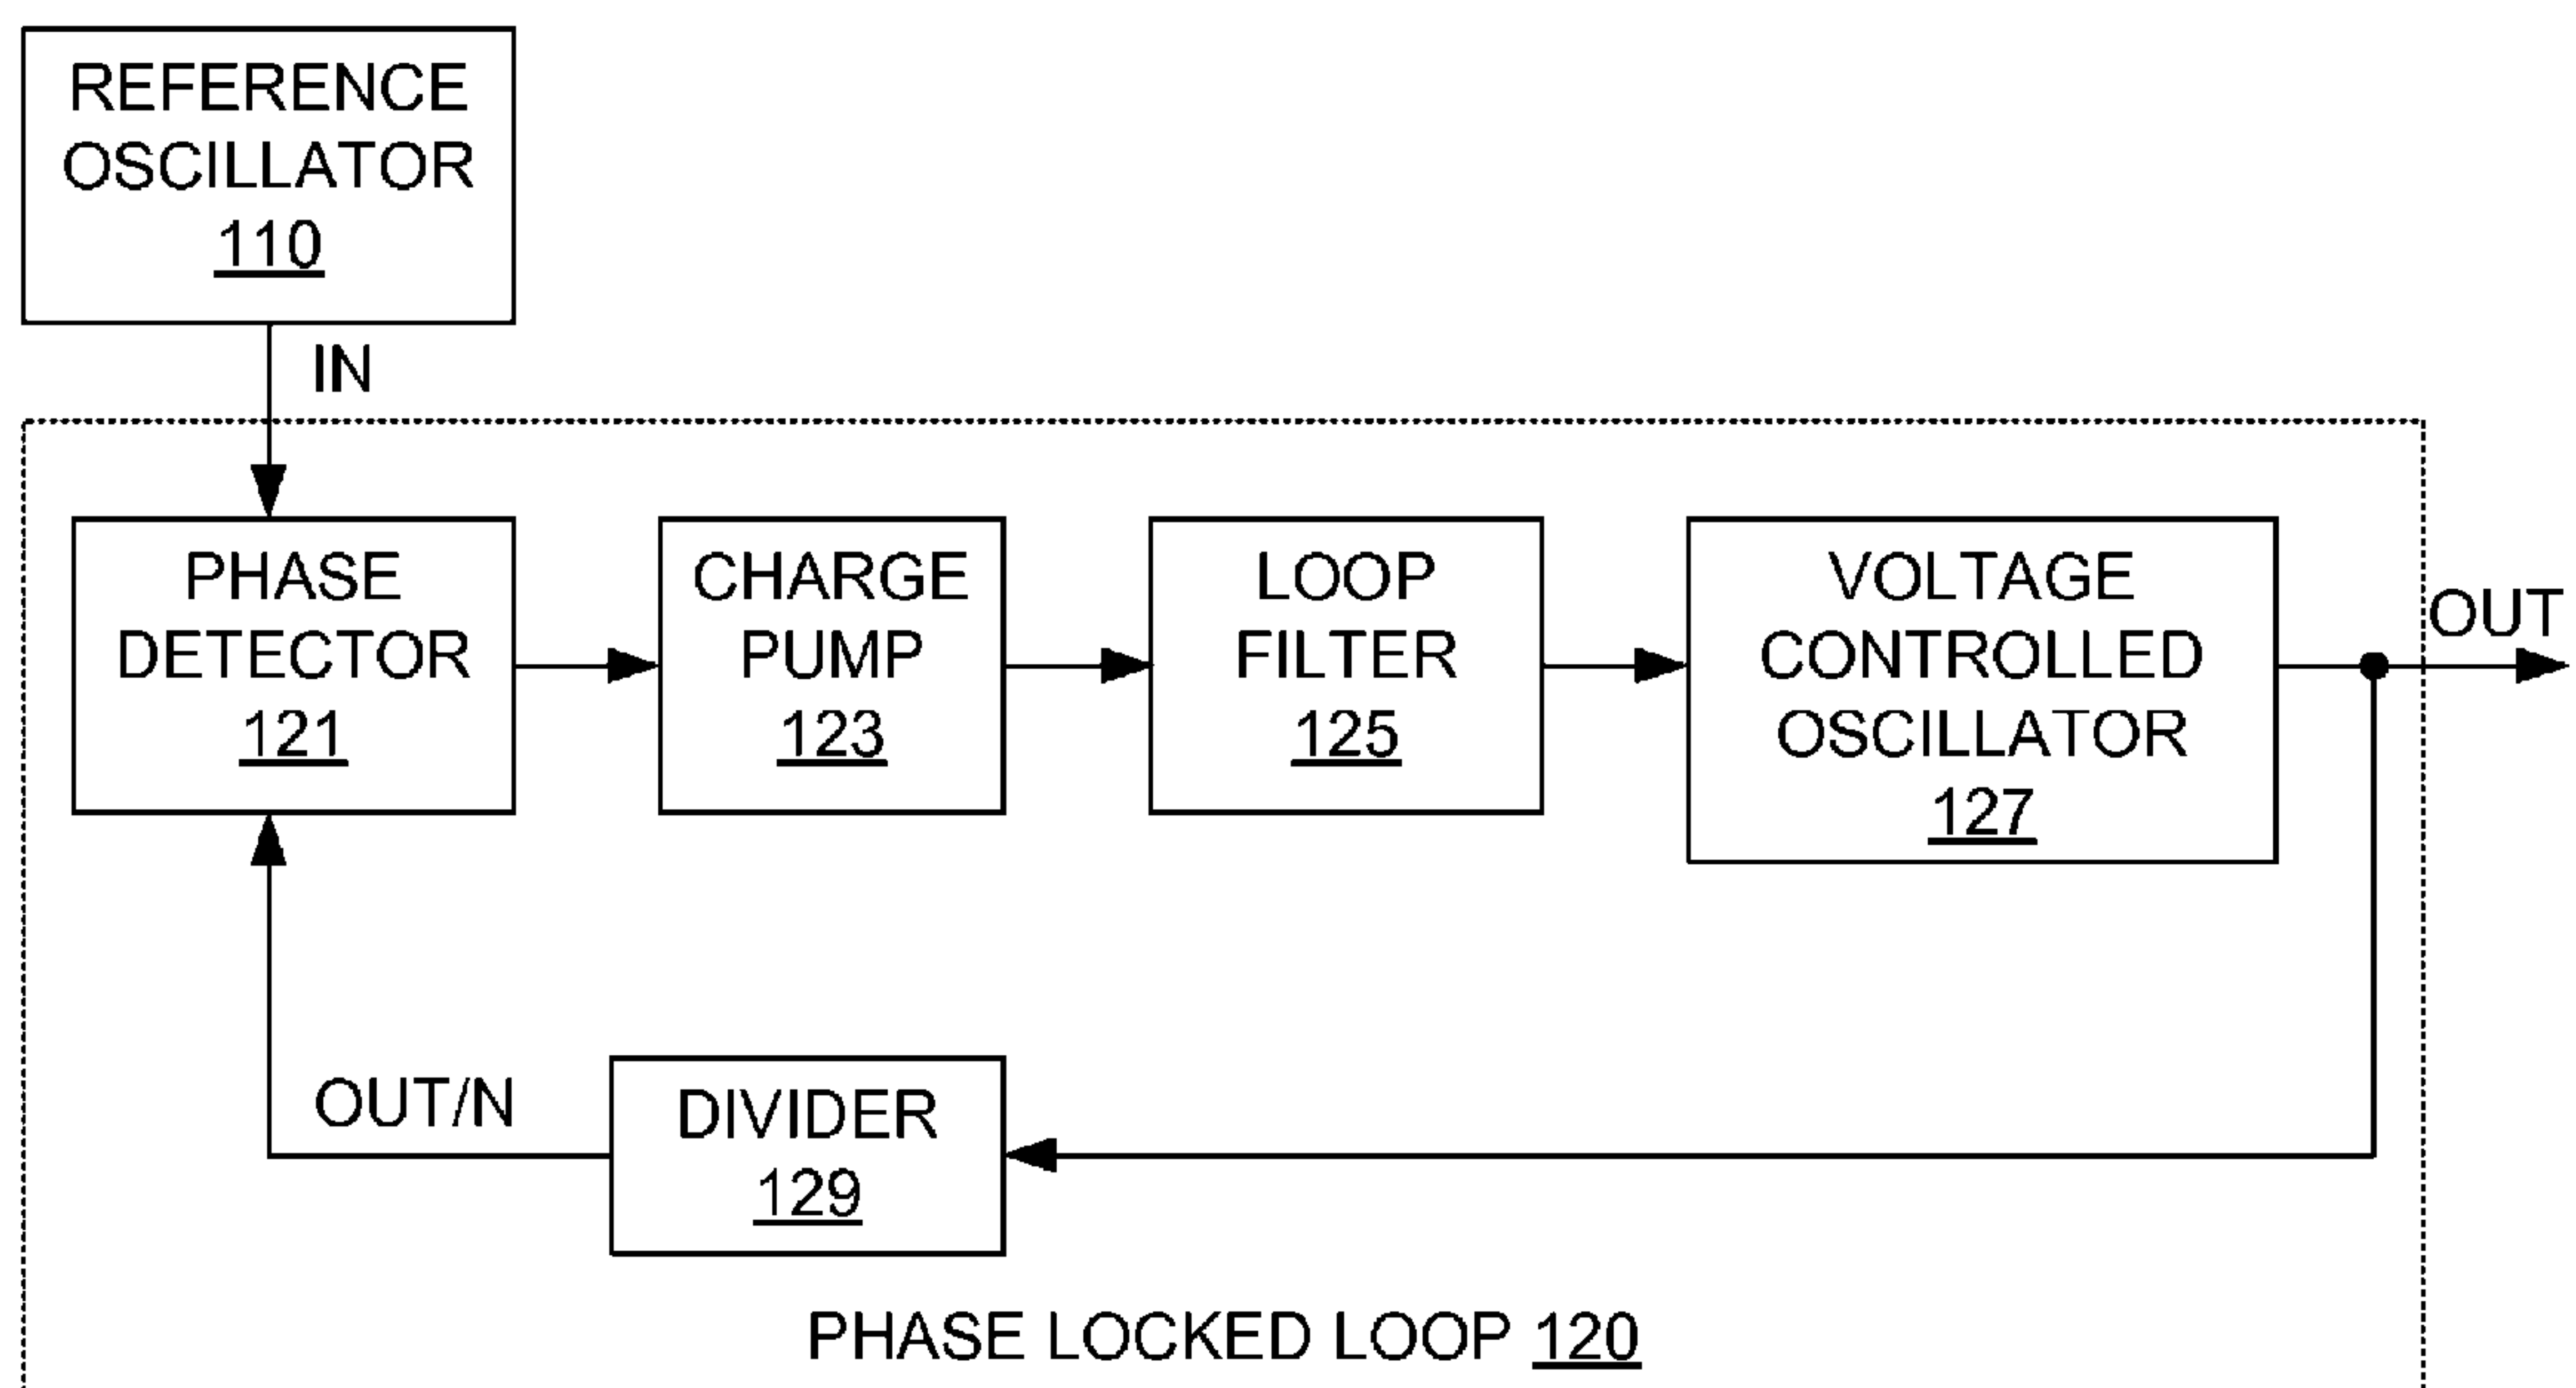 REFERENCE
OSCILLATOR
110
IN
PHASE
DETECTOR
121
CHARGE
PUMP
123
LOOP
FILTER
125
VOLTAGE
CONTROLLED
OSCILLATOR
127
OUT
OUT/N
DIVIDER
129
PHASE LOCKED LOOP 120